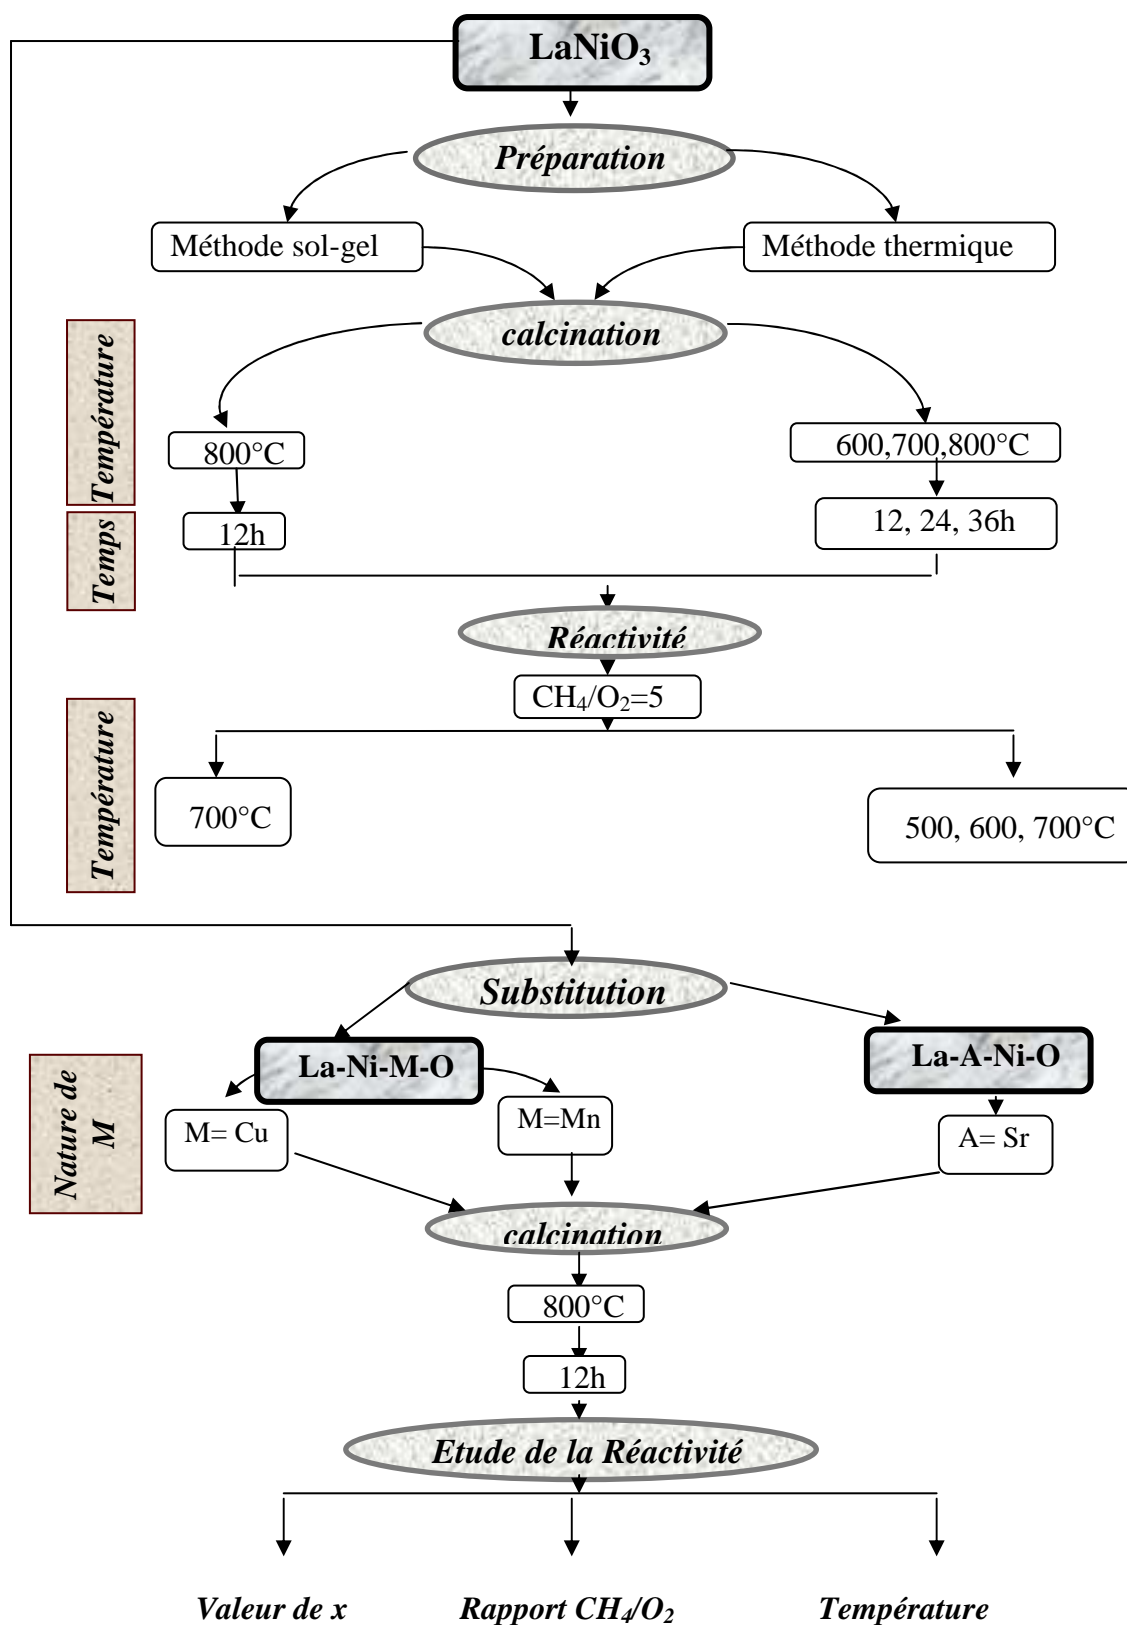 LaNiO₃
Préparation
Méthode sol-gel
Méthode thermique
calcination
Température
800°C
600,700,800°C
Temps
12h
12, 24, 36h
Réactivité
CH₄/O₂=5
Température
700°C
500, 600, 700°C
Substitution
La-Ni-M-O
La-A-Ni-O
Nature de
M
M= Cu
M=Mn
A= Sr
calcination
800°C
12h
Etude de la Réactivité
Valeur de x
Rapport CH₄/O₂
Température